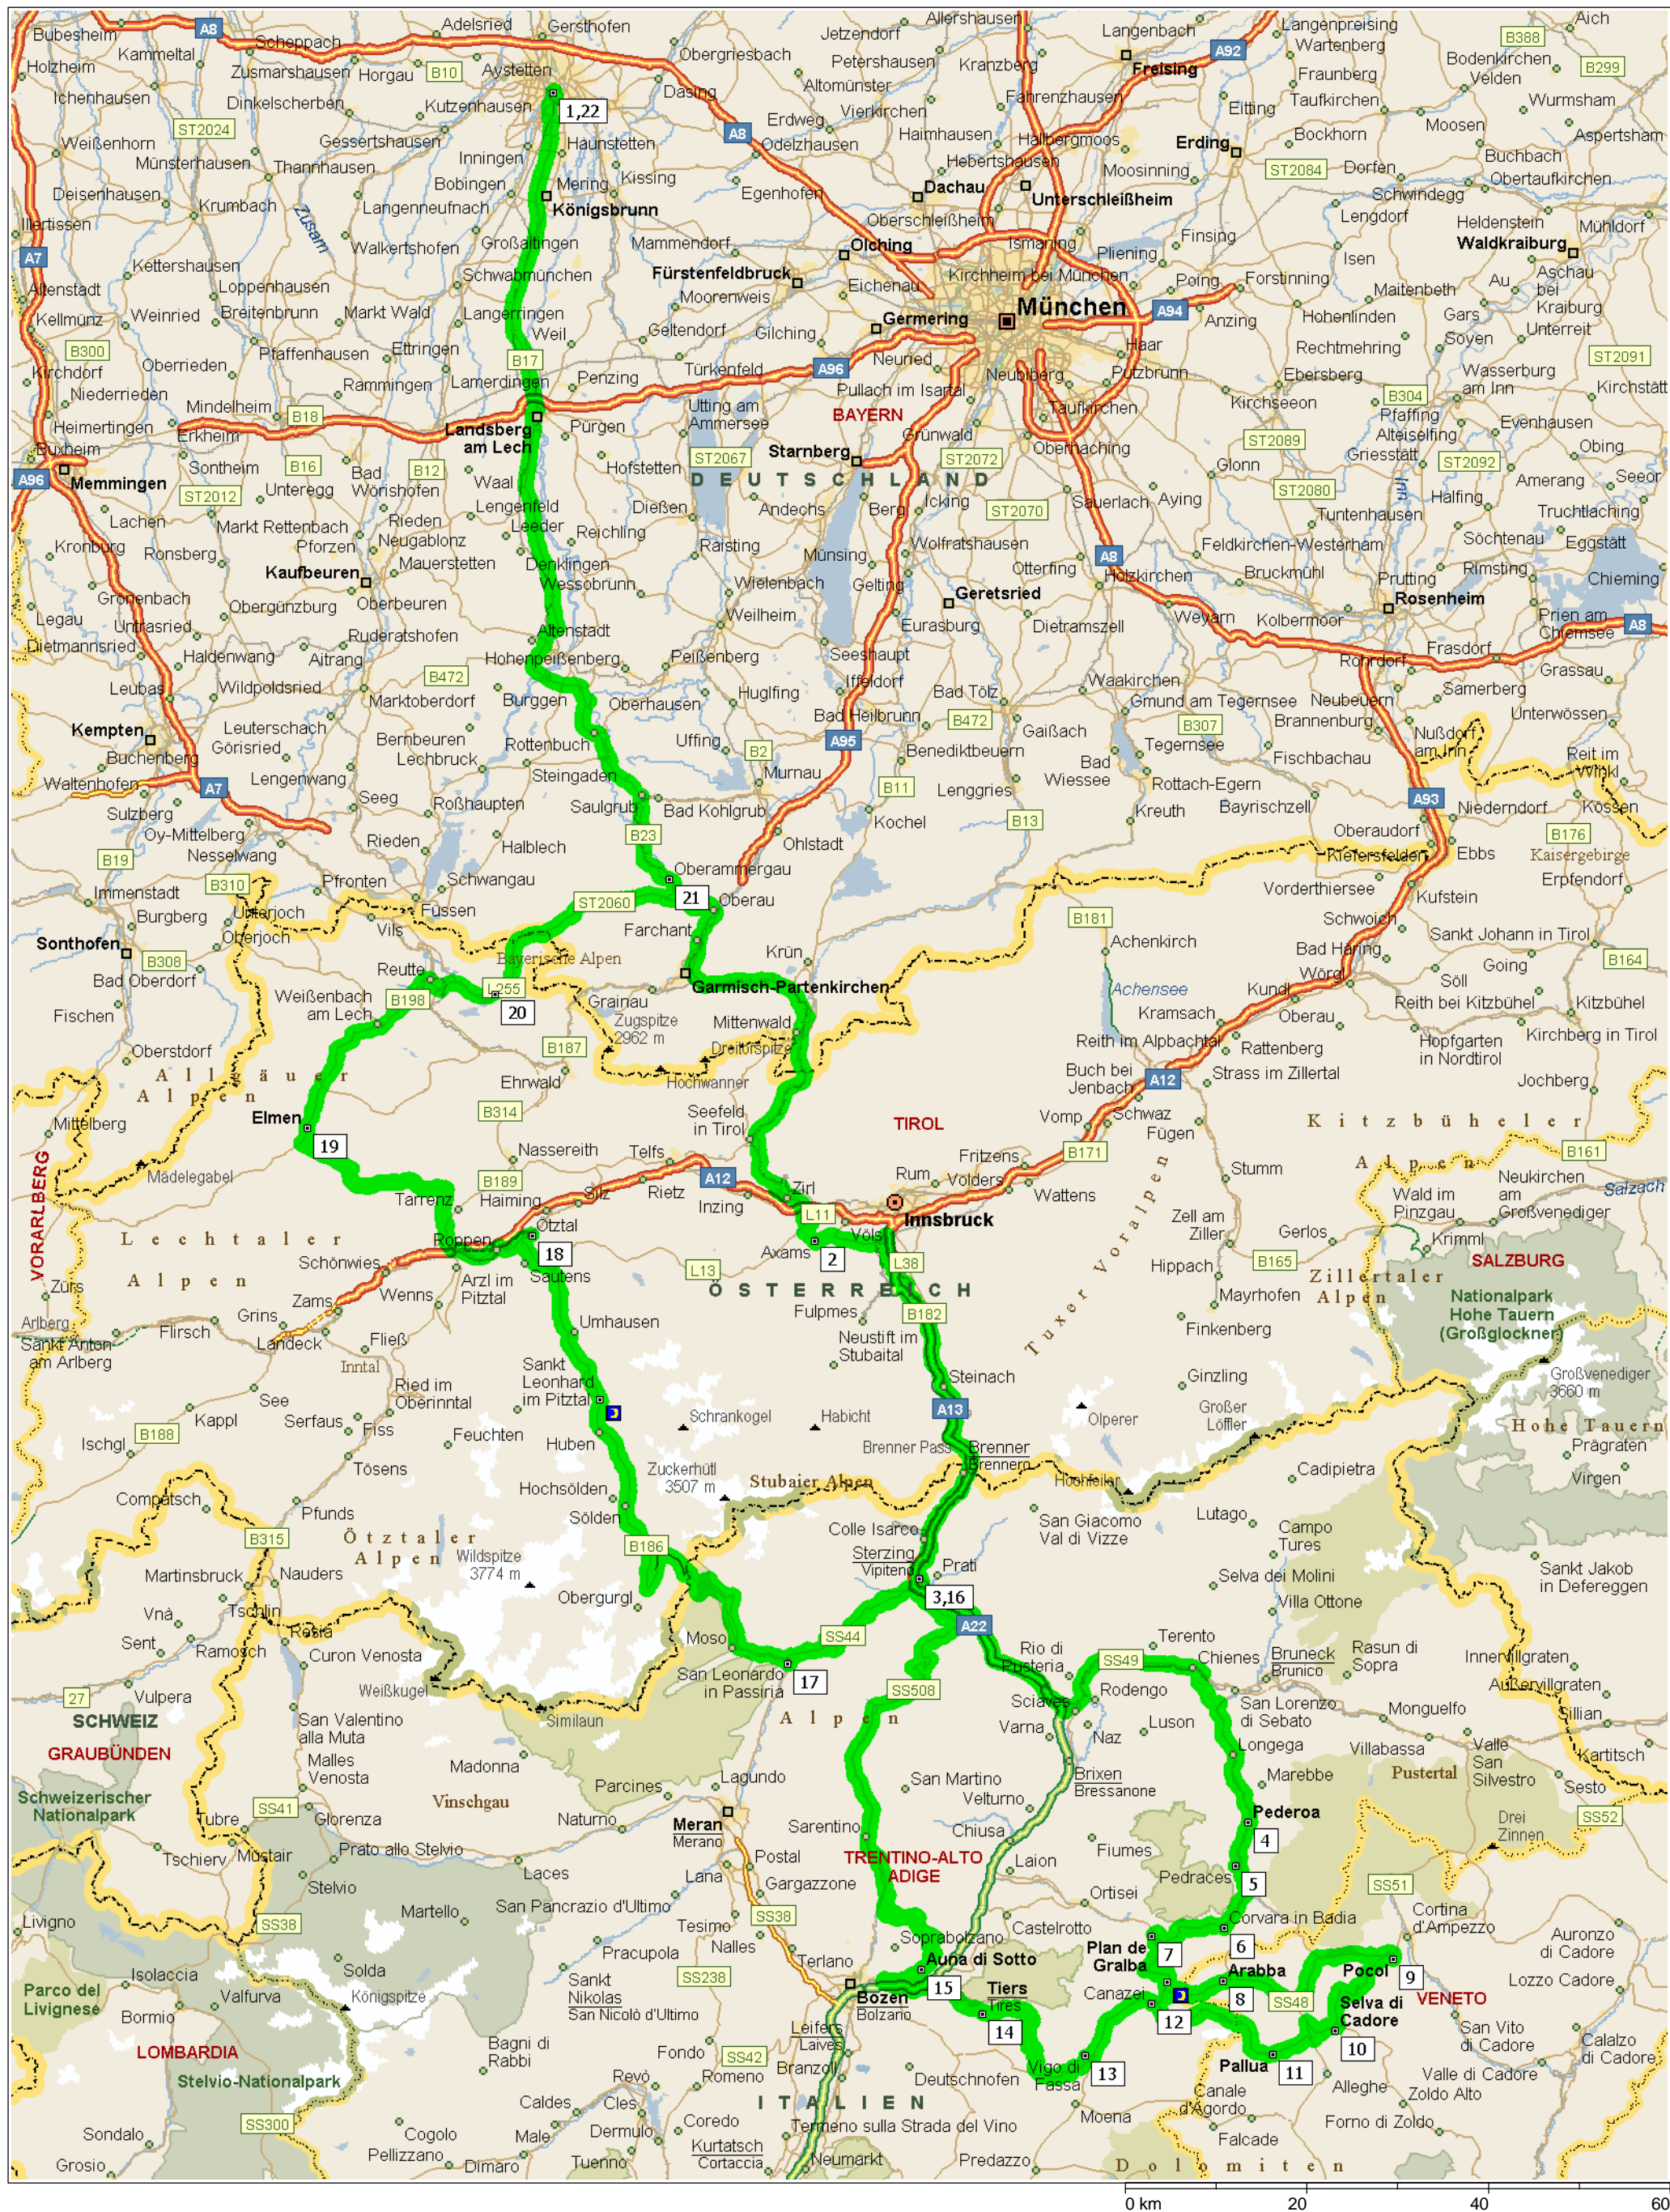 Bubesheim
A8
Scheppach
Adelsried
Gersthofen
Allershausen
Jetzendorf
Langenbach
Langenpreising
Aich
Kammeltal
Holzheim
Zusmarshausen
Horgau
B10
Aystetten
Obergriesbach
Petershausen
Kranzberg
Freising
A92
Wartenberg
B388
Bodenkirchen
B299
Ichenhausen
Dinkelscherben
Kutzenhausen
1,22
Dasing
Altomünster
Vierkirchen
Fahrenzhausen
Fraunberg
Velden
Eitting
Taufkirchen
Wurmsham
ST2024
Gessertshausen
Haunstetten
A8
Erdweg
Odelzhausen
Haimhausen
Hallbergmoos
Erding
Bockhorn
Moosen
Aspertsham
Weißenhorn
Münsterhausen
Thannhausen
Inningen
Hebertshausen
Moosinning
ST2084
Dorfen
Buchbach
Obertaufkirchen
Deisenhausen
Krumbach
Bobingen
Mering
Kissing
Egenhofen
Dachau
Unterschleißheim
Schwindegg
Langenneufnach
Königsbrunn
Oberschleißheim
Lengdorf
Heldenstein
Mühldorf
Illertissen
Zusam
Walkertshofen
Großaitingen
Mammendorf
Olching
Ismaning
Pliening
Finsing
Isen
Waldkraiburg
A7
Kettershausen
Schwabmünchen
Fürstenfeldbruck
Eichenau
Kirchheim bei München
Poing
Forstinning
Au
Aschau
bei
Kraiburg
Altenstadt
Loppenhausen
Moorenweis
München
Maitenbeth
Kellmünz
Weinried
Breitenbrunn
Markt Wald
Langerringen
Weil
Geltendorf
Gilching
Germering
A94
Anzing
Hohenlinden
Gars
Unterreit
B300
Pfaffenhausen
Ettringen
B17
Neuried
Haar
Rechtmehring
Soyen
ST2091
Kirchdorf
Oberrieden
Rammingen
Lamerdingen
Penzing
Türkenfeld
A96
Pullach im Isartal
Neubiberg
Putzbrunn
Ebersberg
Wasserburg
am Inn
Kirchstätt
Niederrieden
Mindelheim
B18
Utting am
Ammersee
BAYERN
Taufkirchen
Kirchseeon
B304
Pfaffing
Heimertingen
Erkheim
Landsberg
am Lech
Pürgen
Grünwald
Oberhaching
ST2089
Alteiselfing
Evenhausen
Buxheim
Sontheim
B16
Bad
Wörishofen
B12
Hofstetten
ST2067
Starnberg
ST2072
Glonn
Griesstätt
Obing
ST2092
A96
Memmingen
ST2012
Unteregg
Waal
DEUTSCHLAND
Amerang
Seeor
Lachen
Markt Rettenbach
Rieden
Lengenfeld
Dießen
Andechs
Berg
Icking
ST2070
Sauerlach
Aying
ST2080
Inn
Halfing
Truchtlaching
Kronburg
Ronsberg
Pforzen
Neugablonz
Leeder
Reichling
Raisting
Münsing
Wolfratshausen
Tuntenhausen
Söchtenau
Eggstätt
Kaufbeuren
Mauerstetten
Denklingen
Wessobrunn
Wielenbach
Gelting
Otterfing
A8
Holzkirchen
Feldkirchen-Westerham
Bruckmühl
Prutting
Rimsting
Chieming
Grönenbach
Obergünzburg
Oberbeuren
Weilheim
Geretsried
Rosenheim
Legau
Untrasried
Eurasburg
Dietramszell
Weyarn
Kolbermoor
Prien am
Chiemsee
A8
Dietmannsried
Haldenwang
Ruderatshofen
Aitrang
Altenstadt
Hohenpeißenberg
Peißenberg
Seeshaupt
Rohrdorf
Frasdorf
Grassau
Leubas
Wildpoldsried
B472
Marktoberdorf
Burggen
Oberhausen
Huglfing
Iffeldorf
Bad Tölz
Waakirchen
Neubeuern
Samerberg
Kempten
Leuterschach
Görisried
Bernbeuren
Lechbruck
Rottenbuch
Uffing
Bad Heilbrunn
B472
Gaißach
Gmund am Tegernsee
B307
Brannenburg
Unterwössen
Buchenberg
Steingaden
B2
A95
Benediktbeuern
Bad
Wiessee
Tegernsee
Fischbachau
Nußdorf
am Inn
Reit im
Winkl
Waltenhofen
A7
Lengenwang
Murnau
B11
Lenggries
Rottach-Egern
Sulzberg
Seeg
Roßhaupten
Saulgrub
Bad Kohlgrub
Kochel
Kreuth
Bayrischzell
A93
Niederndorf
Kössen
Oy-Mittelberg
Nesselwang
Rieden
Halblech
B23
Ohlstadt
B13
Oberaudorf
B176
B19
Kiefersfelden
Ebbs
Kaisergebirge
Immenstadt
B310
Pfronten
Schwangau
Oberammergau
Vorderthiersee
Erpfendorf
Burgberg
Unterjoch
Füssen
ST2060
21
Oberau
B181
Kufstein
Sonthofen
Oberjoch
Vils
Farchant
Schwoich
Sankt Johann in Tirol
B308
Bayerische Alpen
Krün
Achenkirch
Bad Häring
Going
B164
Bad Oberdorf
Reutte
L255
Garmisch-Partenkirchen
Wörgl
Söll
Weißenbach
am Lech
B198
20
Grainau
Achensee
Kundl
Reith bei Kitzbühel
Kitzbühel
Fischen
Zugspitze
2962 m
Mittenwald
Kramsach
Oberau
Kirchberg in Tirol
Oberstdorf
B187
Dreitorspitze
Reith im Alpbachtal
Rattenberg
Hopfgarten
in Nordtirol
Allgäuer
Alpen
Ehrwald
Hochwanner
Buch bei
Jenbach
A12
Strass im Zillertal
Jochberg
Elmen
B314
Seefeld
in Tirol
TIROL
Vomp
Schwaz
Kitzbüheler
Alpen
Mittelberg
19
Fügen
Nassereith
Telfs
Fritzens
B171
B161
Mädelegabel
VORARLBERG
B189
A12
Rum
Volders
Stumm
Neukirchen
am
Großvenediger
Tarrenz
Haiming
Silz
Rietz
Zirl
Wattens
Wald im
Pinzgau
Salzach
Inzing
L11
Innsbruck
Zell am
Ziller
Gerlos
Ötztal
Völs
Krimml
Lechtaler
Alpen
Roppen
18
Axams
2
L38
Tuxer Voralpen
B165
SALZBURG
Schönwies
Sautens
L13
ÖSTERREICH
Hippach
Zillertaler
Alpen
Zürs
Arzl im
Pitztal
Wenns
Nationalpark
Hohe Tauern
(Großglockner)
Zams
Fulpmes
B182
Mayrhofen
Arlberg
Grins
Flirsch
Umhausen
Finkenberg
Sankt Anton
am Arlberg
Landeck
Fließ
Neustift im
Stubaital
Inntal
Sankt
Leonhard
im Pitztal
Steinach
Ginzling
Großvenediger
3660 m
See
Ried im
Oberinntal
Kappl
Serfaus
Fiss
Schrankogel
Habicht
A13
Olperer
Großer
Löffler
Hohe Tauern
B188
Ischgl
Feuchten
Huben
Brenner Pass
Brenner
Brennero
Prägraten
Tösens
Zuckerhütl
3507 m
Stubaier Alpen
Hochfeiler
Cadipietra
Virgen
Compatsch
Pfunds
Hochsölden
San Giacomo
Val di Vizze
Lutago
B315
Ötztaler
Alpen
Sölden
Colle Isarco
Campo
Tures
Wildspitze
3774 m
B186
Sterzing
Vipiteno
Prati
Sankt Jakob
in Defereggen
Martinsbruck
Nauders
Obergurgl
3,16
Selva dei Molini
Vnà
Tschlin
Villa Ottone
Sent
Ramosch
Resia
Moso
SS44
A22
Terento
Curon Venosta
Rio di
Pusteria
SS49
Chienes
Bruneck
Brunico
Rasun di
Sopra
Innervillgraten
Vulpera
Weißkugel
San Leonardo
in Passiria
17
SS508
Sciaves
Rodengo
Außervillgraten
27
SCHWEIZ
San Valentino
alla Muta
Similaun
Alpen
Varna
Luson
San Lorenzo
di Sebato
Monguelfo
Sillian
GRAUBÜNDEN
Naz
Longega
Villabassa
Valle
San
Silvestro
Kartitsch
Malles
Venosta
Madonna
Lagundo
San Martino
Brixen
Bressanone
Marebbe
Pustertal
Schweizerischer
Nationalpark
Parcines
Velturno
Sesto
SS41
Vinschgau
Tubre
Glorenza
Naturno
Meran
Merano
Sarentino
Chiusa
Pederoa
4
Drei
Zinnen
SS52
Tschierv
Müstair
Prato allo Stelvio
Postal
TRENTINO-ALTO
ADIGE
Fiumes
Stelvio
Laces
Lana
Gargazzone
Laion
Pedraces
5
SS51
San Pancrazio d'Ultimo
Ortisei
Livigno
SS38
Martello
Tesimo
SS38
Castelrotto
Corvara in Badia
Cortina
d'Ampezzo
Auronzo
di Cadore
Nalles
Soprabolzano
6
Pracupola
Terlano
Plan de
Gralba
7
Isolaccia
Solda
Auna di Sotto
Arabba
Pocol
9
Parco del
Livignese
Valfurva
Königspitze
Sankt
Nikolas
San Nicolò d'Ultimo
SS238
15
Tiers
Tires
Canazei
8
SS48
Lozzo Cadore
Bozen
Bolzano
12
Selva di
Cadore
VENETO
Bormio
14
10
San Vito
di Cadore
LOMBARDIA
Bagni di
Rabbi
Fondo
Leifers
Laives
Calalzo
di Cadore
Stelvio-Nationalpark
SS42
Branzoll
Vigo di
Fassa
13
Pallua
11
Revò
Romeno
Deutschnofen
Alleghe
Valle di Cadore
Zoldo Alto
Caldes
Cles
ITALIEN
Moena
Canale
d'Agordo
SS300
Cogolo
Dermulo
Coredo
Termeno sulla Strada del Vino
Forno di Zoldo
Sondalo
Pellizzano
Male
Kurtatsch
Cortaccia
Falcade
Grosio
Dimaro
Tuenno
Neumarkt
Predazzo
Dolomiten
0 km
20
40
60